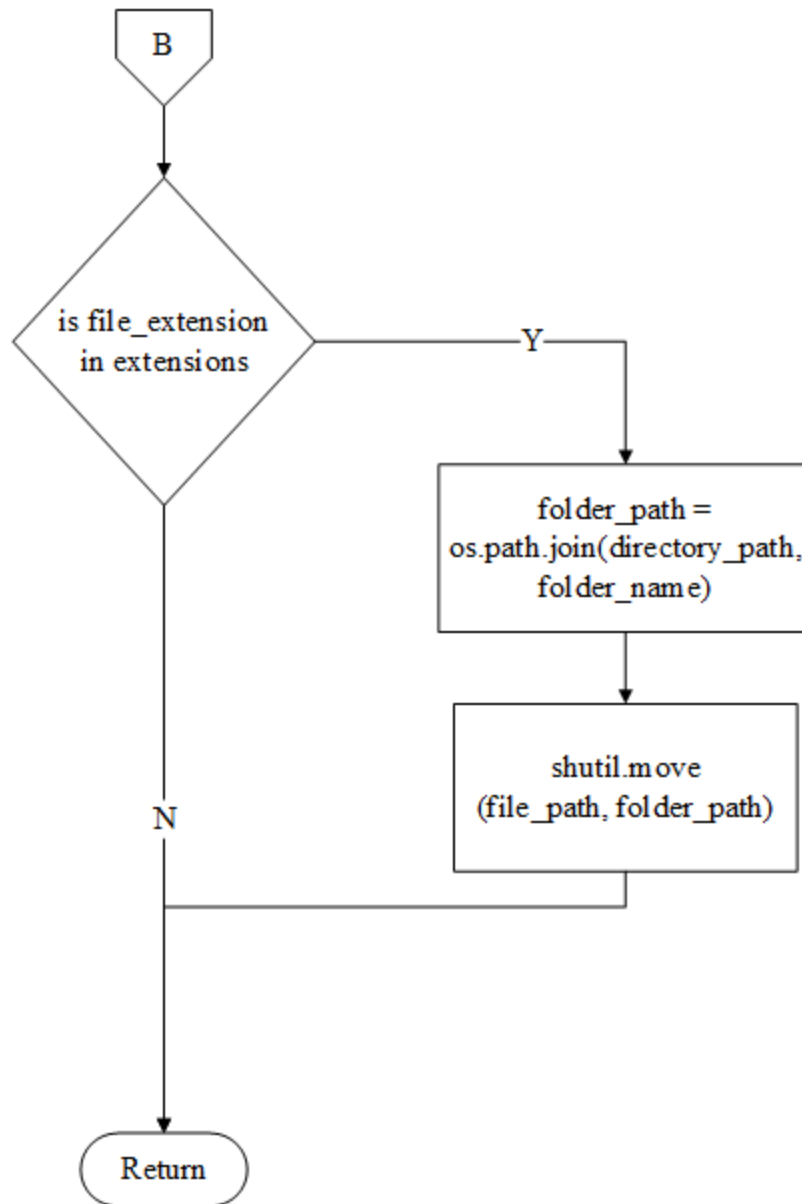 B
is file_extension
in extensions
Y
folder_path =
os.path.join(directory_path,
folder_name)
shutil.move
(file_path, folder_path)
N
Return